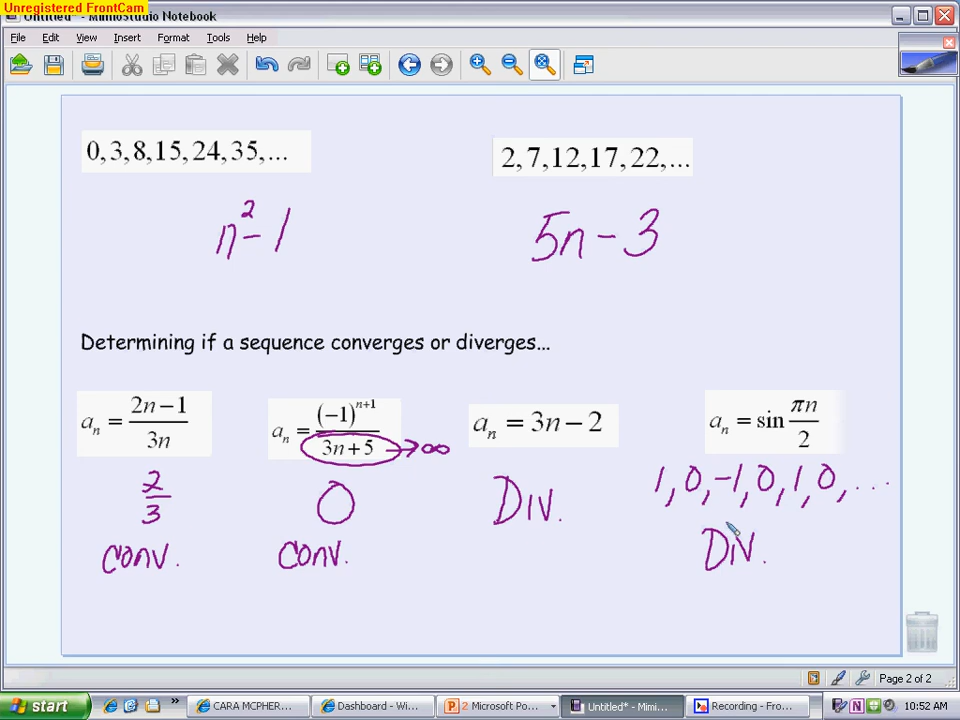 Unregistered FrontCam
Untitled* - MimioStudio Notebook
File Edit View Insert Format Tools Help
0,3,8,15,24,35,...
2,7,12,17,22,...
n²-1
5n-3
Determining if a sequence converges or diverges...
aₙ = (2n-1)/(3n)
aₙ = (-1)ⁿ⁺¹/(3n+5) → ∞
aₙ = 3n-2
aₙ = sin πn/2
2/3
0
Div.
1,0,-1,0,1,0,...
conv.
conv.
Div.
Page 2 of 2
start
CARA MCPHER...
Dashboard - Wi...
2 Microsoft Po...
Untitled* - Mimi...
Recording - Fro...
10:52 AM